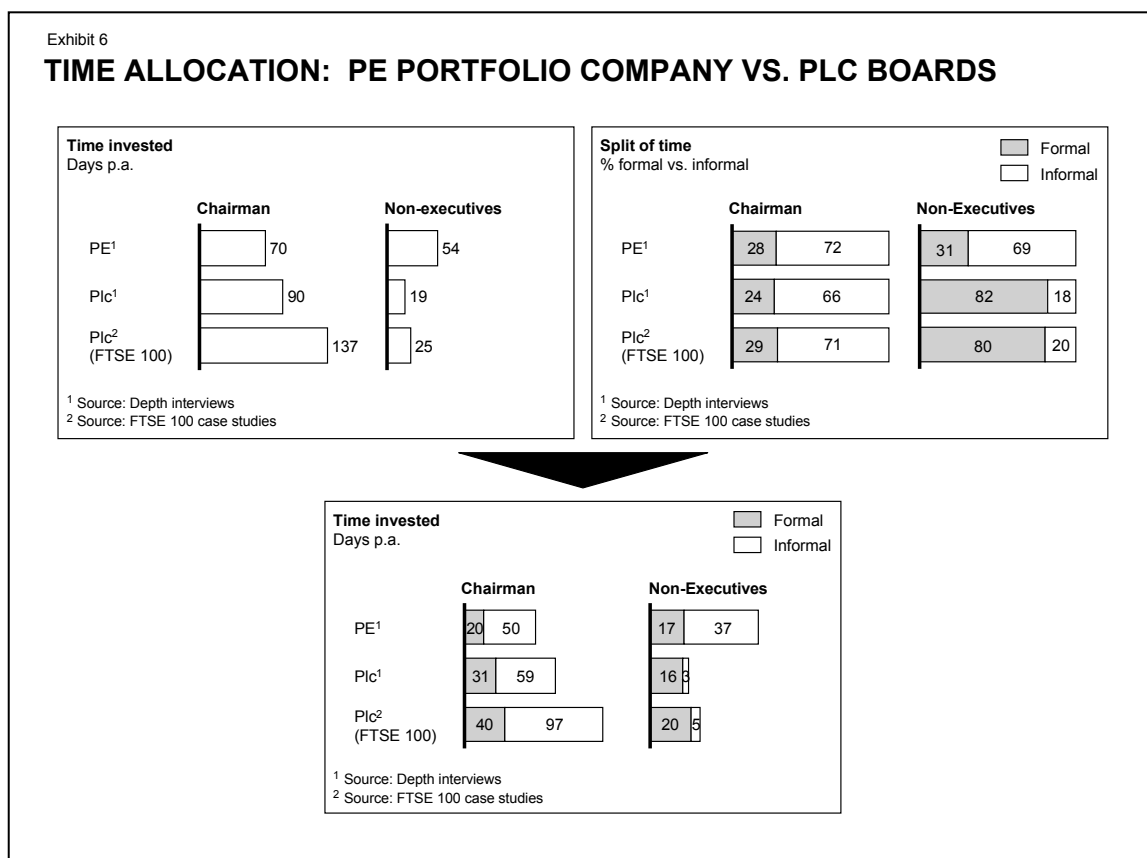 Exhibit 6
TIME ALLOCATION: PE PORTFOLIO COMPANY VS. PLC BOARDS
Time invested
Days p.a.
Chairman Non-executives
PE¹ 70 54
Plc¹ 90 19
Plc² 137 25
(FTSE 100)
¹ Source: Depth interviews
² Source: FTSE 100 case studies
Split of time
% formal vs. informal
Formal
Informal
Chairman Non-Executives
PE¹ 28 72 31 69
Plc¹ 24 66 82 18
Plc² 29 71 80 20
(FTSE 100)
¹ Source: Depth interviews
² Source: FTSE 100 case studies
Time invested
Days p.a.
Formal
Informal
Chairman Non-Executives
PE¹ 20 50 17 37
Plc¹ 31 59 16 3
Plc² 40 97 20 5
(FTSE 100)
¹ Source: Depth interviews
² Source: FTSE 100 case studies